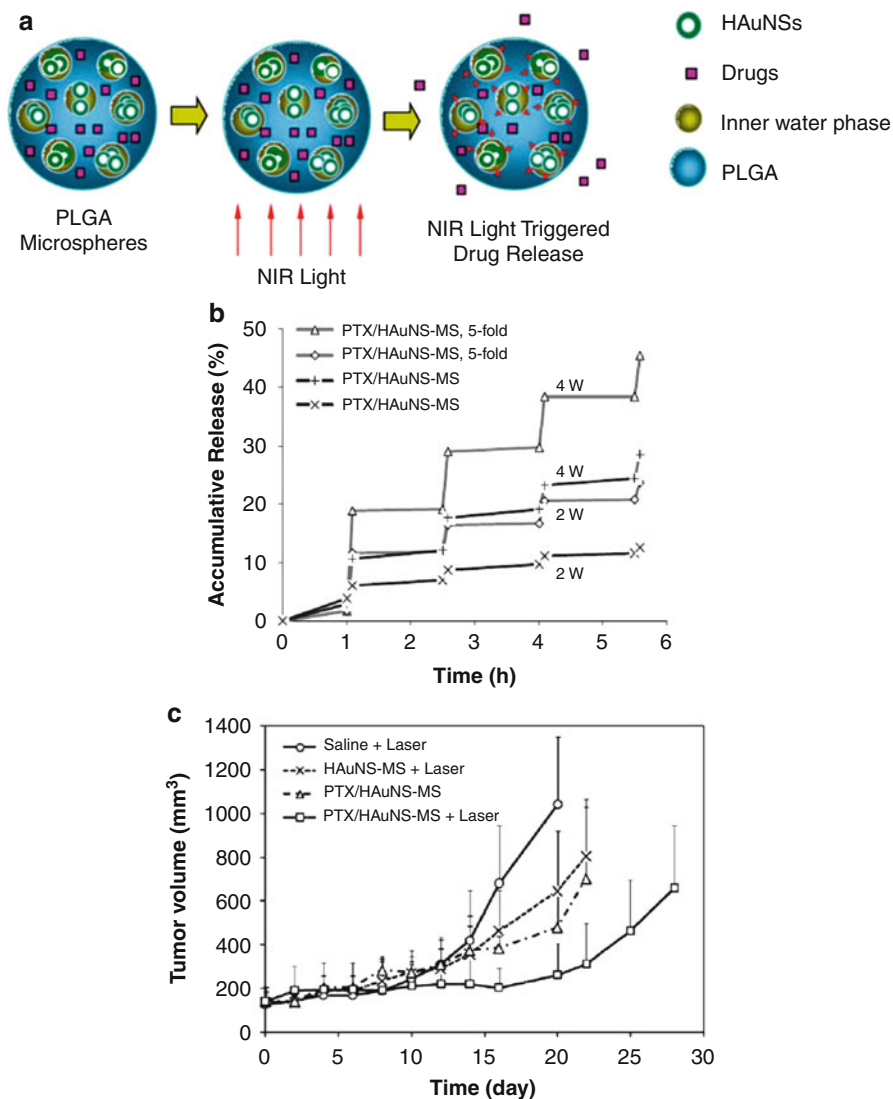 a
HAuNSs
Drugs
Inner water phase
PLGA
PLGA
Microspheres
NIR Light
NIR Light Triggered
Drug Release
b
Accumulative Release (%)
50
40
30
20
10
0
PTX/HAuNS-MS, 5-fold
PTX/HAuNS-MS, 5-fold
PTX/HAuNS-MS
PTX/HAuNS-MS
4 W
4 W
2 W
2 W
0 1 2 3 4 5 6
Time (h)
c
Tumor volume (mm³)
1400
1200
1000
800
600
400
200
0
Saline + Laser
HAuNS-MS + Laser
PTX/HAuNS-MS
PTX/HAuNS-MS + Laser
0 5 10 15 20 25 30
Time (day)